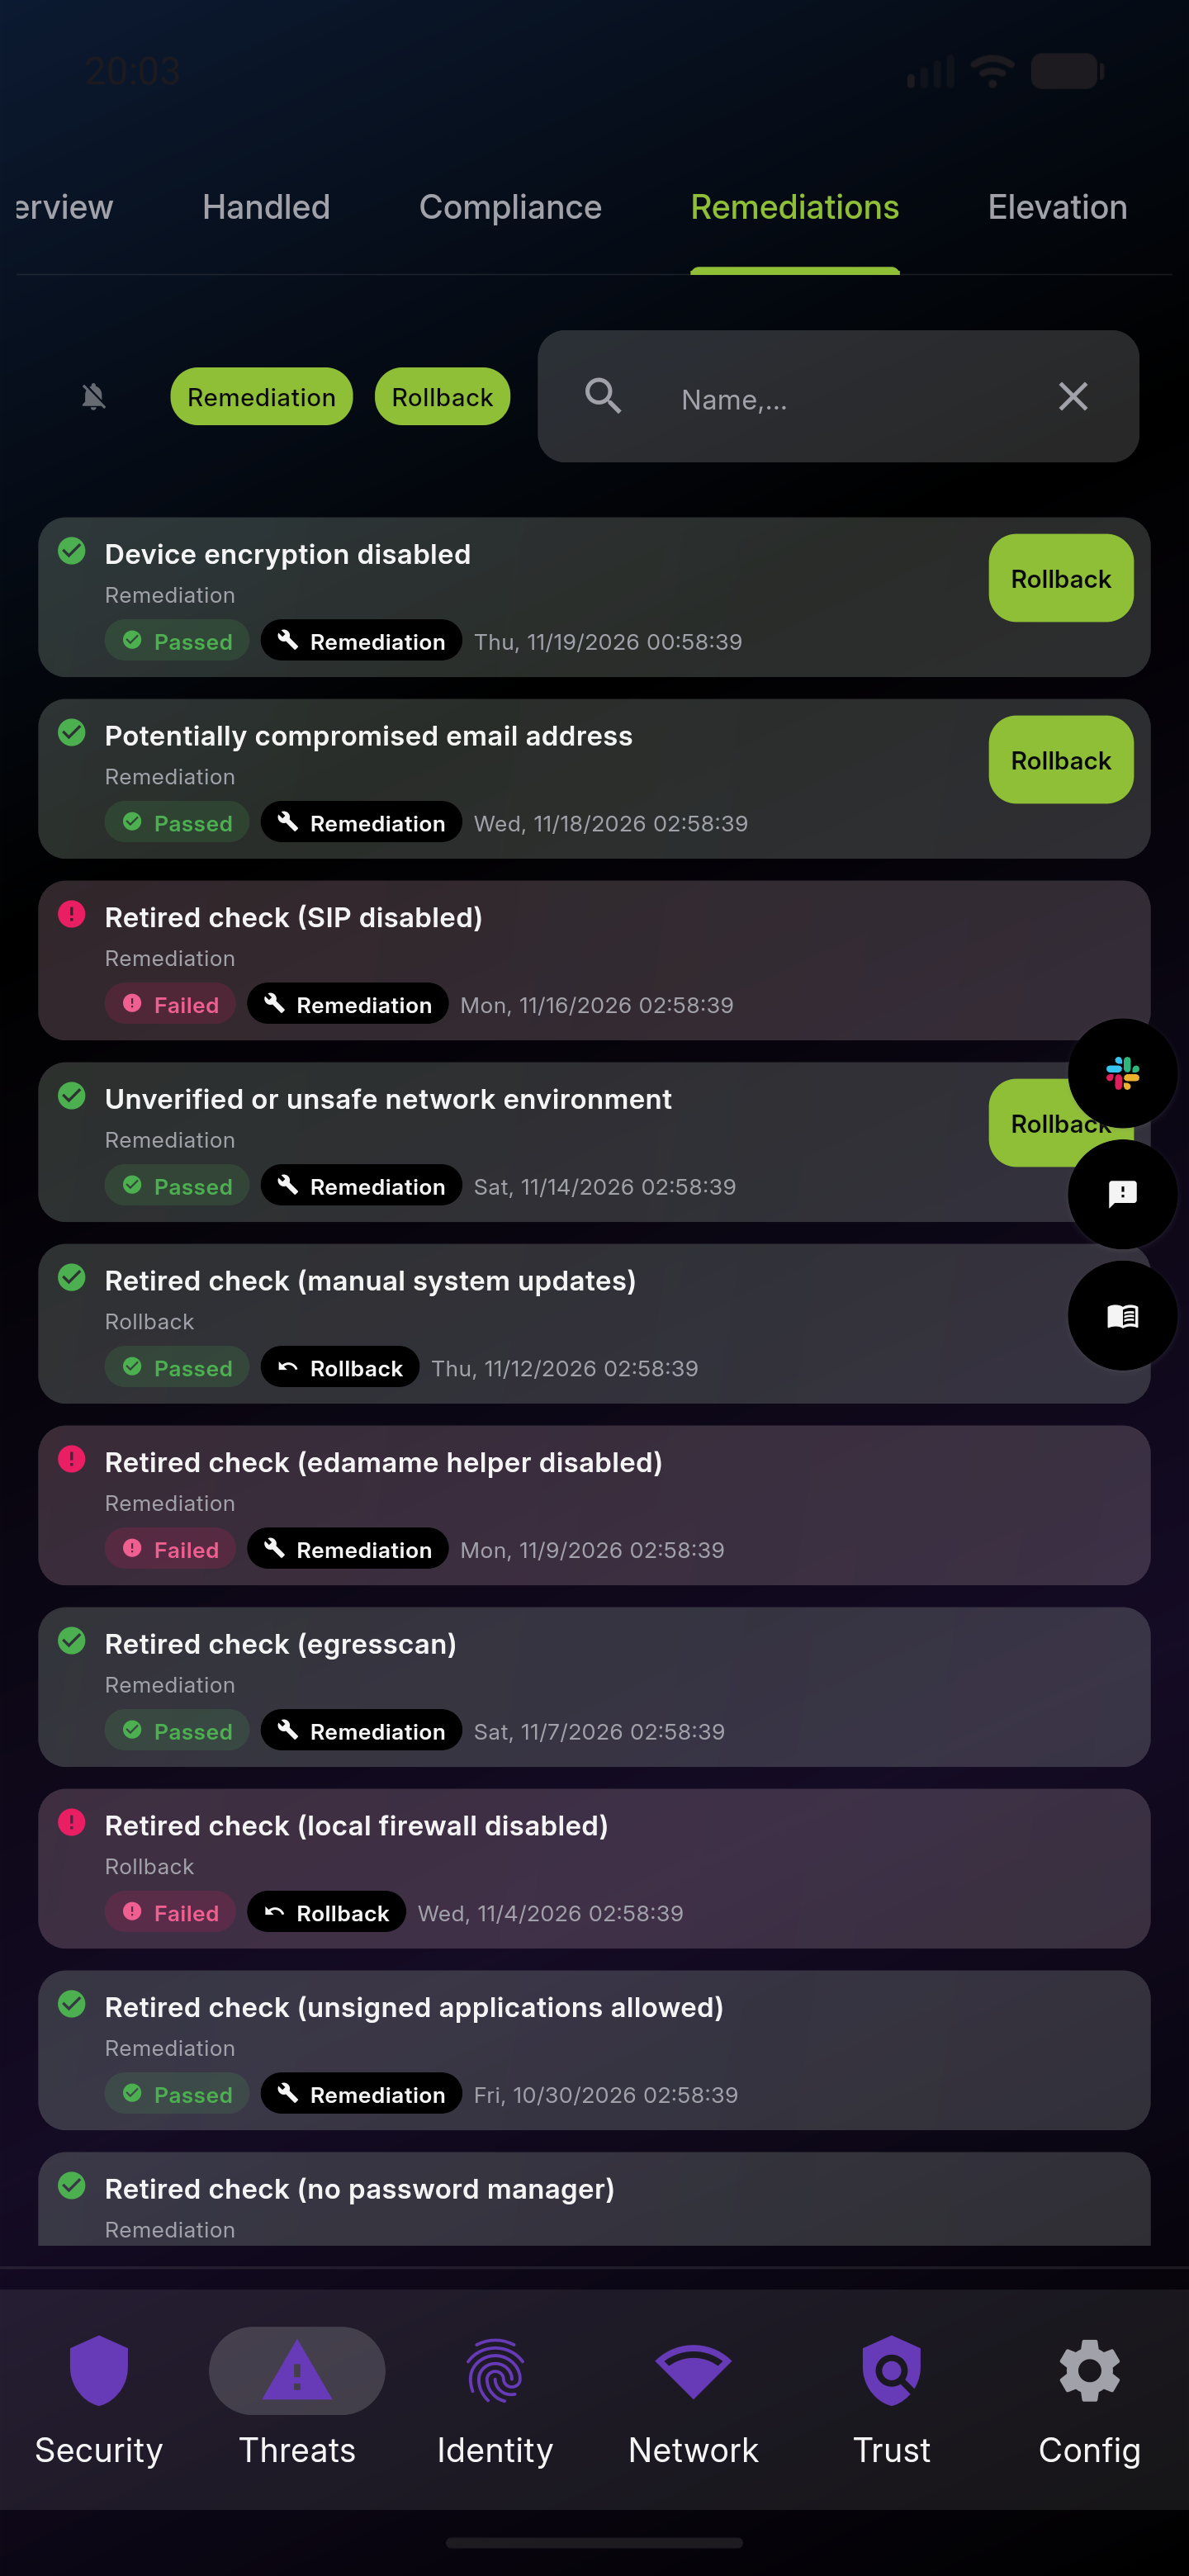 20:03
erview Handled Compliance Remediations Elevation
Remediation Rollback Name,...
Device encryption disabled
Remediation
Rollback
Passed Remediation Thu, 11/19/2026 00:58:39
Potentially compromised email address
Remediation
Rollback
Passed Remediation Wed, 11/18/2026 02:58:39
Retired check (SIP disabled)
Remediation
Failed Remediation Mon, 11/16/2026 02:58:39
Unverified or unsafe network environment
Remediation
Rollback
Passed Remediation Sat, 11/14/2026 02:58:39
Retired check (manual system updates)
Rollback
Passed Rollback Thu, 11/12/2026 02:58:39
Retired check (edamame helper disabled)
Remediation
Failed Remediation Mon, 11/9/2026 02:58:39
Retired check (egresscan)
Remediation
Passed Remediation Sat, 11/7/2026 02:58:39
Retired check (local firewall disabled)
Rollback
Failed Rollback Wed, 11/4/2026 02:58:39
Retired check (unsigned applications allowed)
Remediation
Passed Remediation Fri, 10/30/2026 02:58:39
Retired check (no password manager)
Remediation
Security Threats Identity Network Trust Config